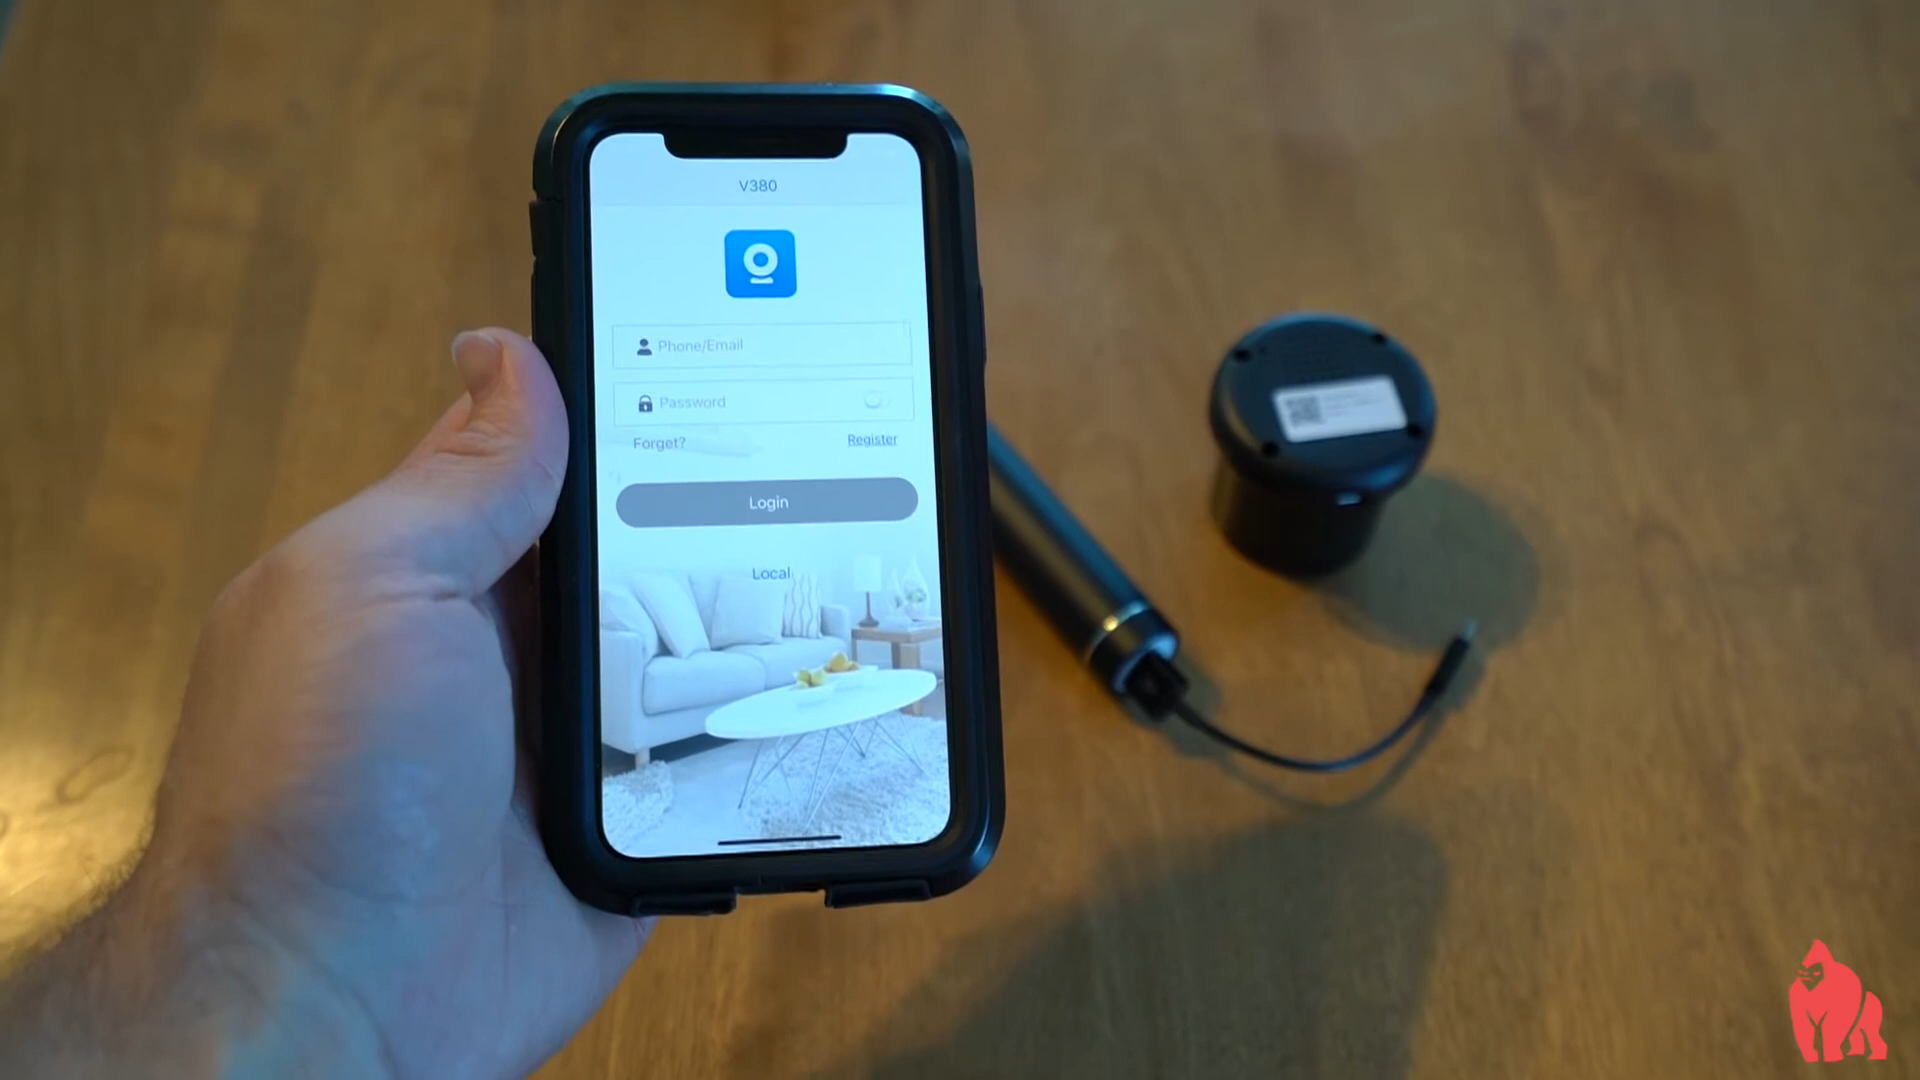 V380
Phone/Email
Password
Forget?
Register
Login
Local